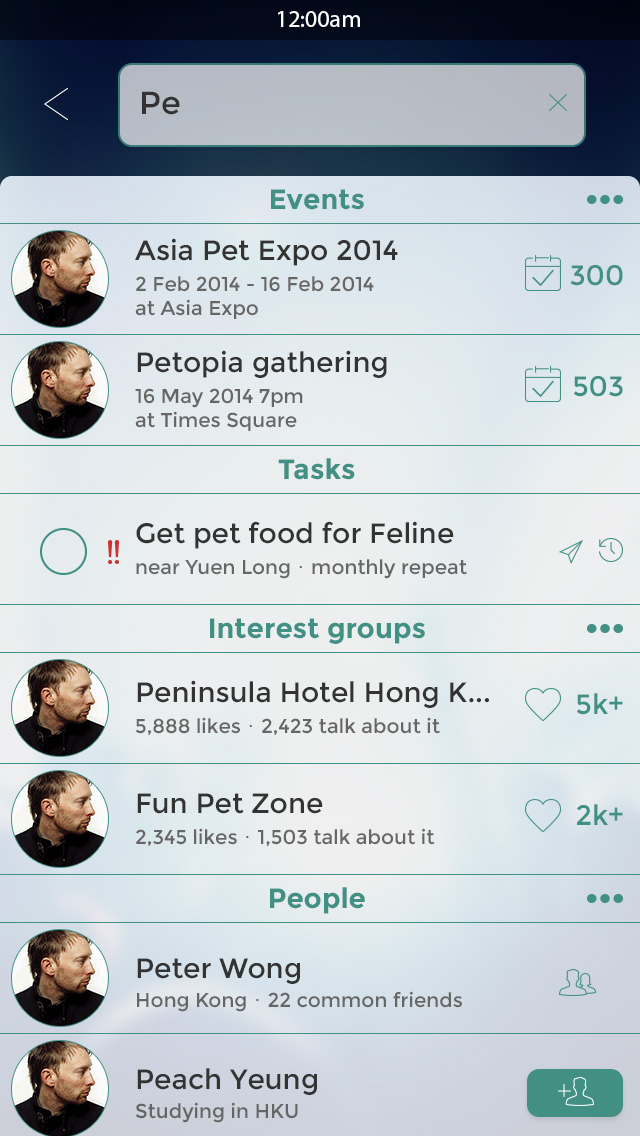 12:00am
Pe
Events
Asia Pet Expo 2014
2 Feb 2014 - 16 Feb 2014
at Asia Expo
300
Petopia gathering
16 May 2014 7pm
at Times Square
503
Tasks
!!
Get pet food for Feline
near Yuen Long · monthly repeat
Interest groups
Peninsula Hotel Hong K...
5,888 likes · 2,423 talk about it
5k+
Fun Pet Zone
2,345 likes · 1,503 talk about it
2k+
People
Peter Wong
Hong Kong · 22 common friends
Peach Yeung
Studying in HKU